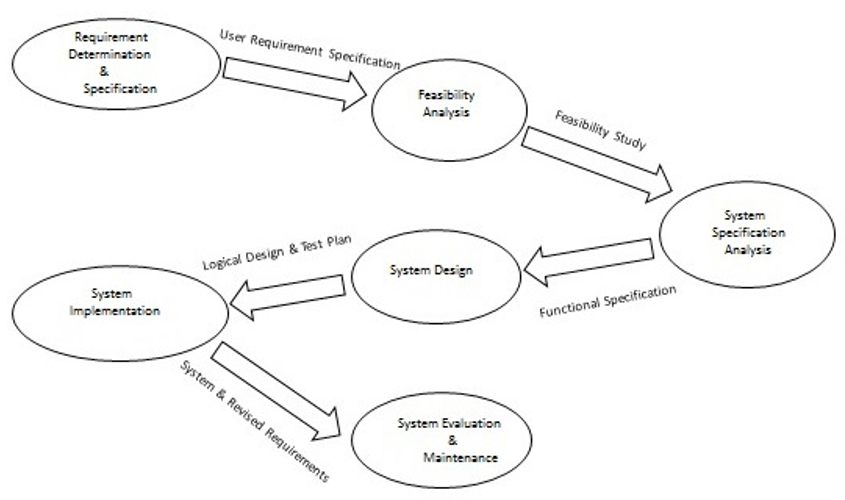 Requirement
Determination
&
Specification
User Requirement Specification
Feasibility
Analysis
Feasibility Study
System
Specification
Analysis
Functional Specification
System Design
Logical Design & Test Plan
System
Implementation
System & Revised Requirements
System Evaluation
&
Maintenance